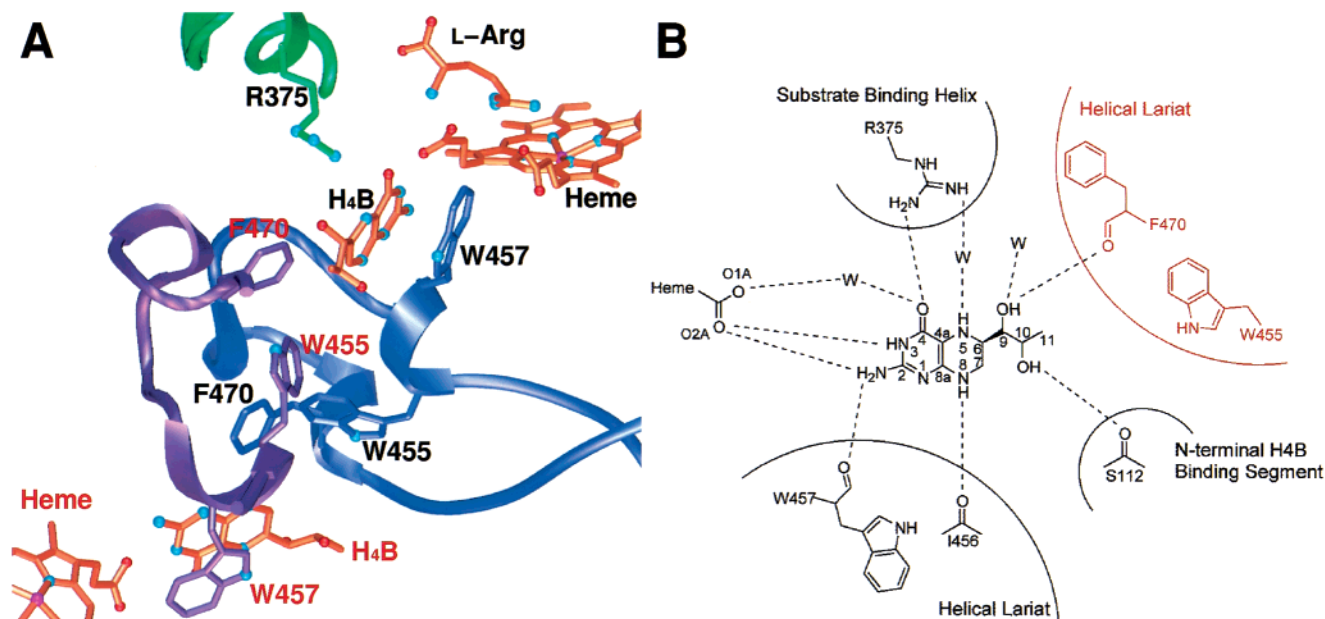 A
R375
L–Arg
H4B
Heme
F470
W457
W455
F470
W455
Heme
H4B
W457
B
Substrate Binding Helix
R375
NH
H2N
NH
Helical Lariat
F470
O
W455
HN
Heme
O1A
O
O
O2A
W
W
W
O
OH
H
N
HN
H2N
N
N
H
OH
4
4a
3
2
1
8a
8
5
6
7
9
10
11
O
S112
N-terminal H4B
Binding Segment
W457
O
NH
O
I456
Helical Lariat